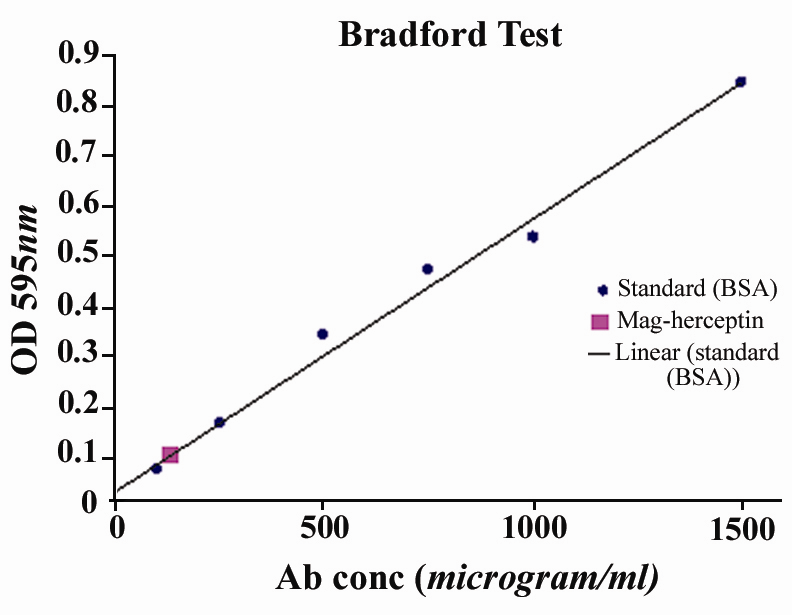 Bradford Test
0.9
0.8
0.7
0.6
0.5
0.4
0.3
0.2
0.1
0
OD 595nm
Standard (BSA)
Mag-herceptin
Linear (standard
(BSA))
0 500 1000 1500
Ab conc (microgram/ml)